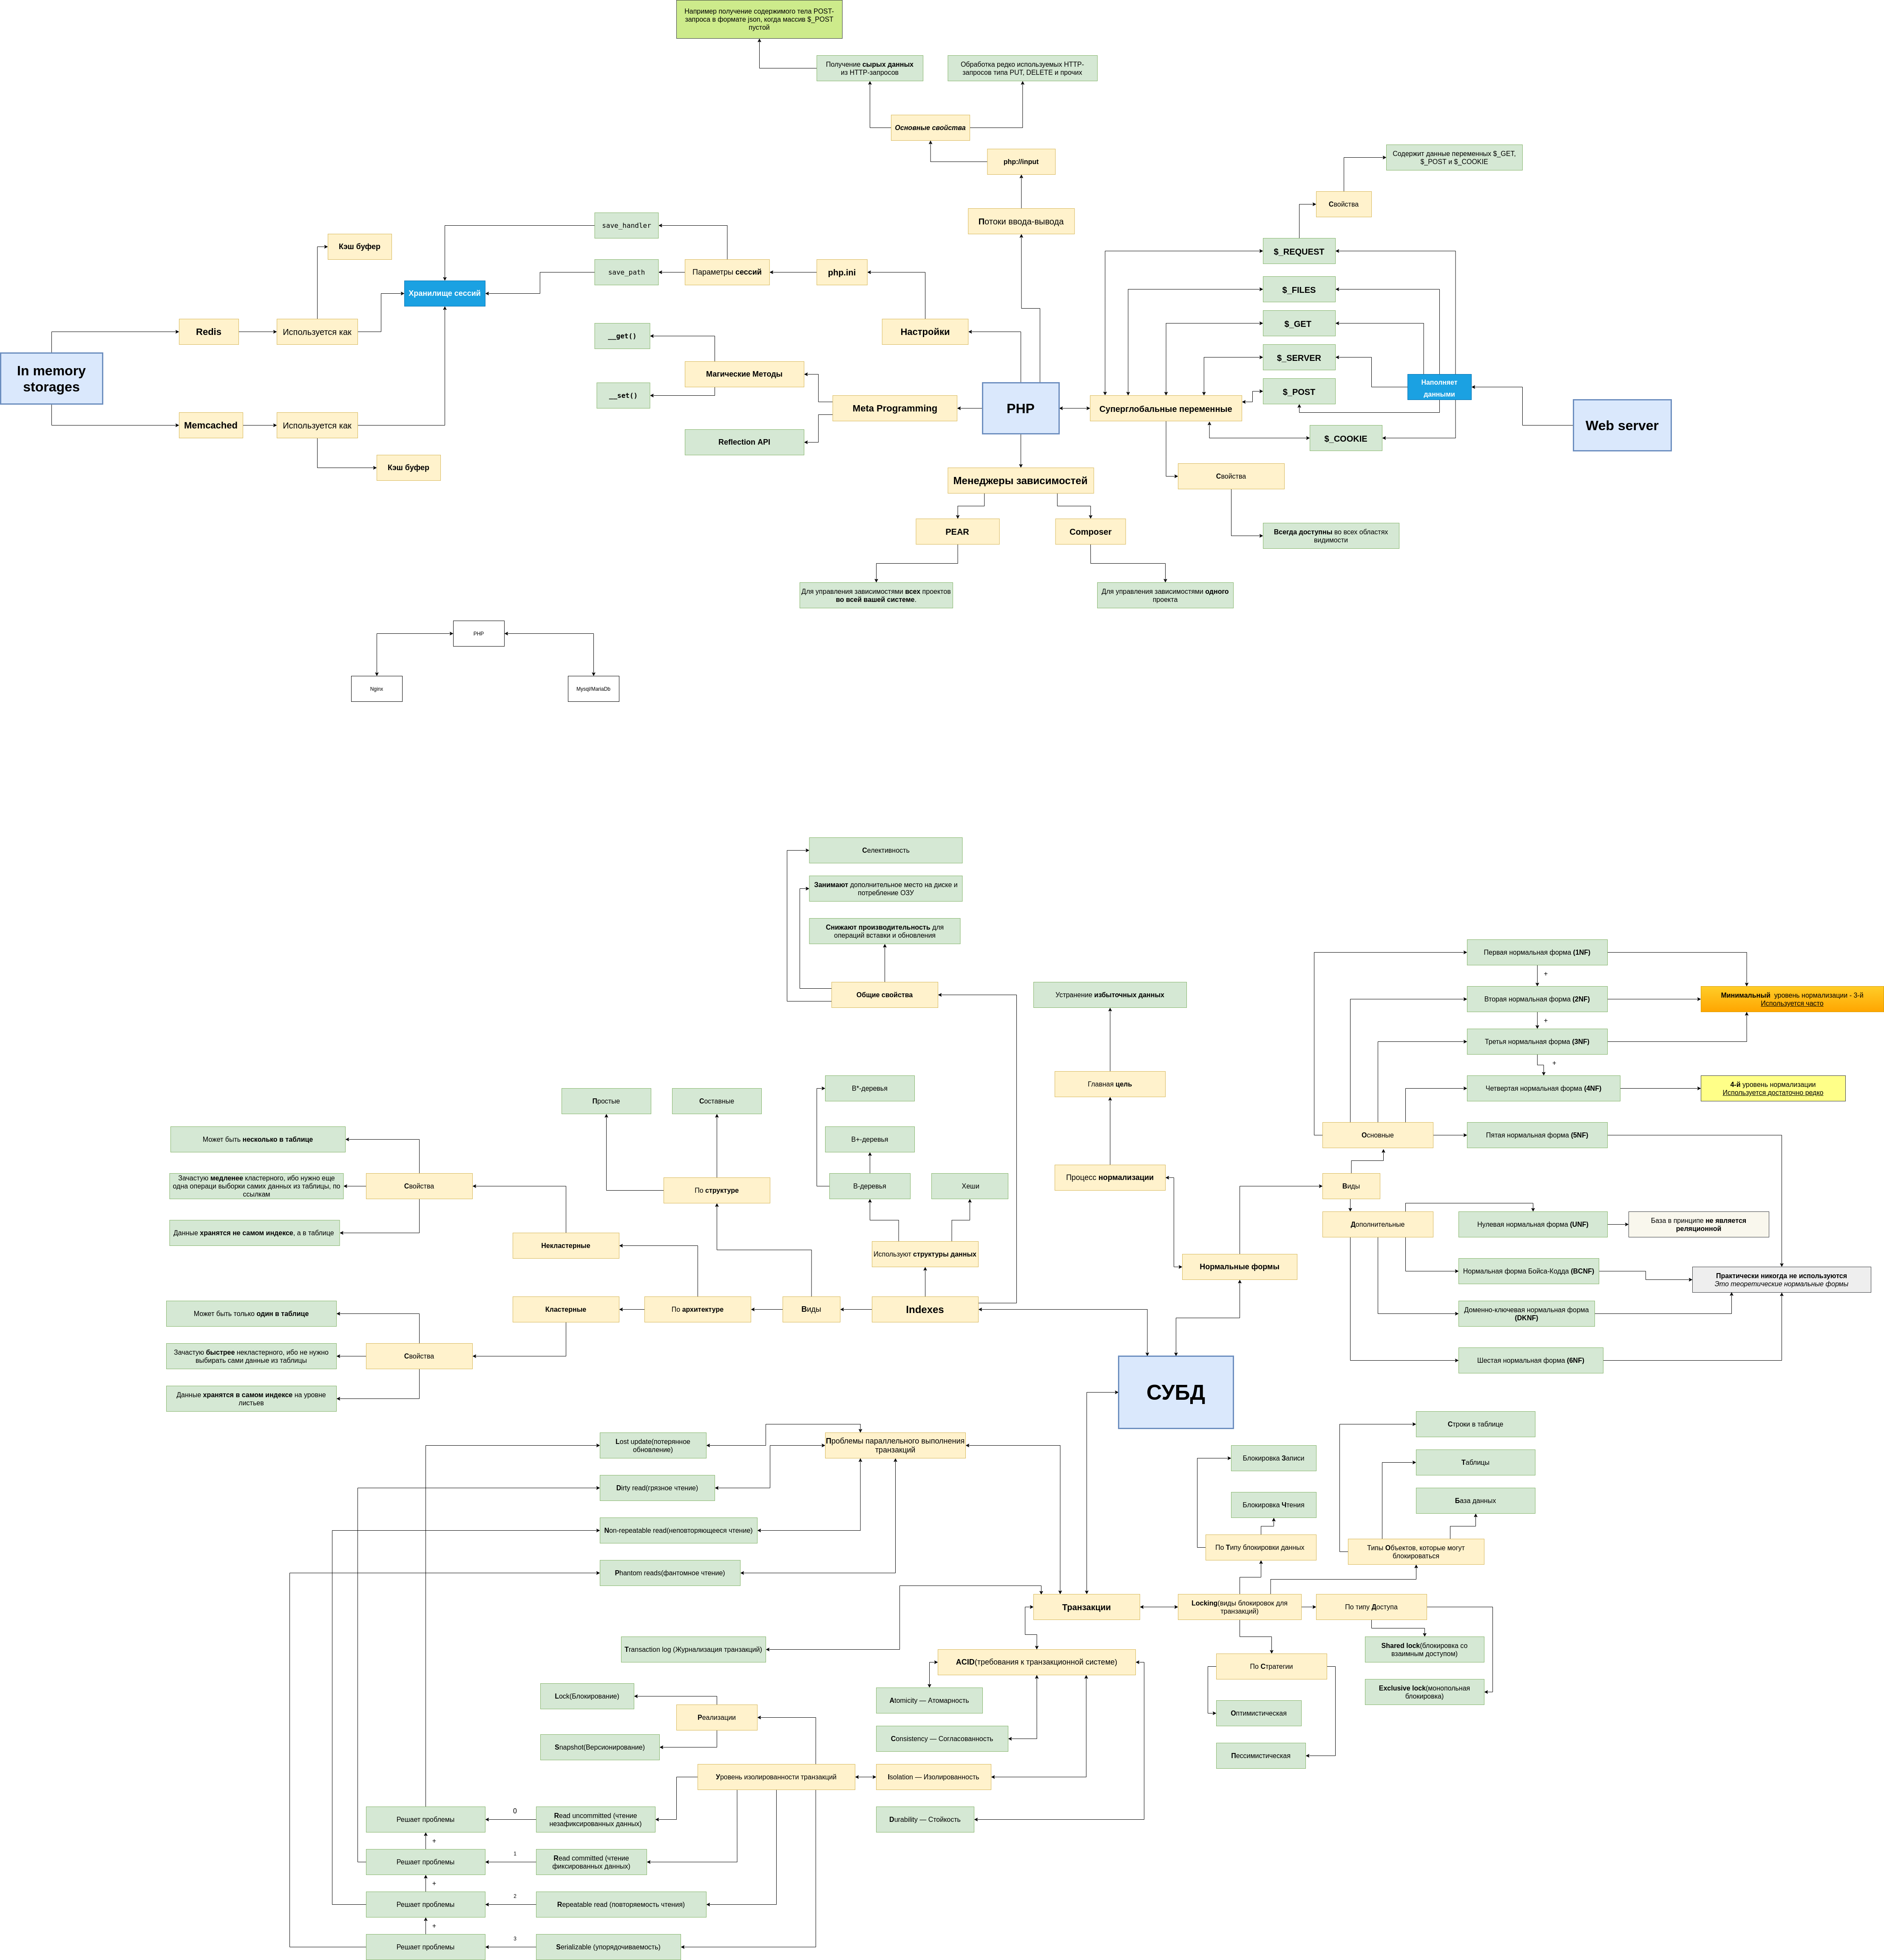 Например получение содержимого тела POST-
запроса в формате json, когда массив $_POST
пустой
Получение сырых данных
из HTTP-запросов
Обработка редко используемых HTTP-
запросов типа PUT, DELETE и прочих
Основные свойства
php://input
Содержит данные переменных $_GET,
$_POST и $_COOKIE
Свойства
Потоки ввода-вывода
save_handler
Кэш буфер
$_REQUEST
save_path
Параметры сессий
php.ini
Хранилище сессий
$_FILES
$_GET
Redis
Используется как
Настройки
__get()
$_SERVER
In memory
storages
Магические Методы
Наполняет
данными
__set()
$_POST
Meta Programming
PHP
Суперглобальные переменные
Web server
Memcached
Используется как
Reflection API
$_COOKIE
Кэш буфер
Менеджеры зависимостей
Свойства
PEAR
Composer
Всегда доступны во всех областях
видимости
Для управления зависимостями всех проектов
во всей вашей системе.
Для управления зависимостями одного
проекта
PHP
Nginx
Mysql/MariaDb
Селективность
Занимают дополнительное место на диске и
потребление ОЗУ
Снижают производительность для
операций вставки и обновления
Общие свойства
Устранение избыточных данных
Первая нормальная форма (1NF)
+
Вторая нормальная форма (2NF)
Минимальный уровень нормализации - 3-й
Используется часто
+
Третья нормальная форма (3NF)
+
Четвертая нормальная форма (4NF)
4-й уровень нормализации
Используется достаточно редко
Главная цель
B*-деревья
Простые
Составные
Основные
Пятая нормальная форма (5NF)
Может быть несколько в таблице
B+-деревья
Зачастую медленее кластерного, ибо нужно еще
одна операци выборки самих данных из таблицы, по
ссылкам
Свойства
По структуре
B-деревья
Хеши
Процесс нормализации
Виды
Данные хранятся не самом индексе, а в таблице
Дополнительные
Нулевая нормальная форма (UNF)
База в принципе не является
реляционной
Некластерные
Используют структуры данных
Нормальные формы
Нормальная форма Бойса-Кодда (BCNF)
Практически никогда не используются
Это теоретические нормальные формы
Может быть только один в таблице
Кластерные
По архитектуре
Виды
Indexes
Доменно-ключевая нормальная форма
(DKNF)
Зачастую быстрее некластерного, ибо не нужно
выбирать сами данные из таблицы
Свойства
Шестая нормальная форма (6NF)
Данные хранятся в самом индексе на уровне
листьев
СУБД
Lost update(потерянное
обновление)
Проблемы параллельного выполнения
транзакций
Строки в таблице
Блокировка Записи
Таблицы
Dirty read(грязное чтение)
Блокировка Чтения
База данных
Non-repeatable read(неповторяющееся чтение)
По Типу блокировки данных
Типы Объектов, которые могут
блокироваться
Phantom reads(фантомное чтение)
Транзакции
Locking(виды блокировок для
транзакций)
По типу Доступа
Transaction log (Журнализация транзакций)
ACID(требования к транзакционной системе)
Shared lock(блокировка со
взаимным доступом)
По Стратегии
Exclusive lock(монопольная
блокировка)
Lock(Блокирование)
Atomicity — Атомарность
Реализации
Оптимистическая
Snapshot(Версионирование)
Consistency — Согласованность
Пессимистическая
Уровень изолированности транзакций
Isolation — Изолированность
Решает проблемы
0
Read uncommitted (чтение
незафиксированных данных)
Durability — Стойкость
+
Решает проблемы
1
Read committed (чтение
фиксированных данных)
+
Решает проблемы
2
Repeatable read (повторяемость чтения)
+
Решает проблемы
3
Serializable (упорядочиваемость)